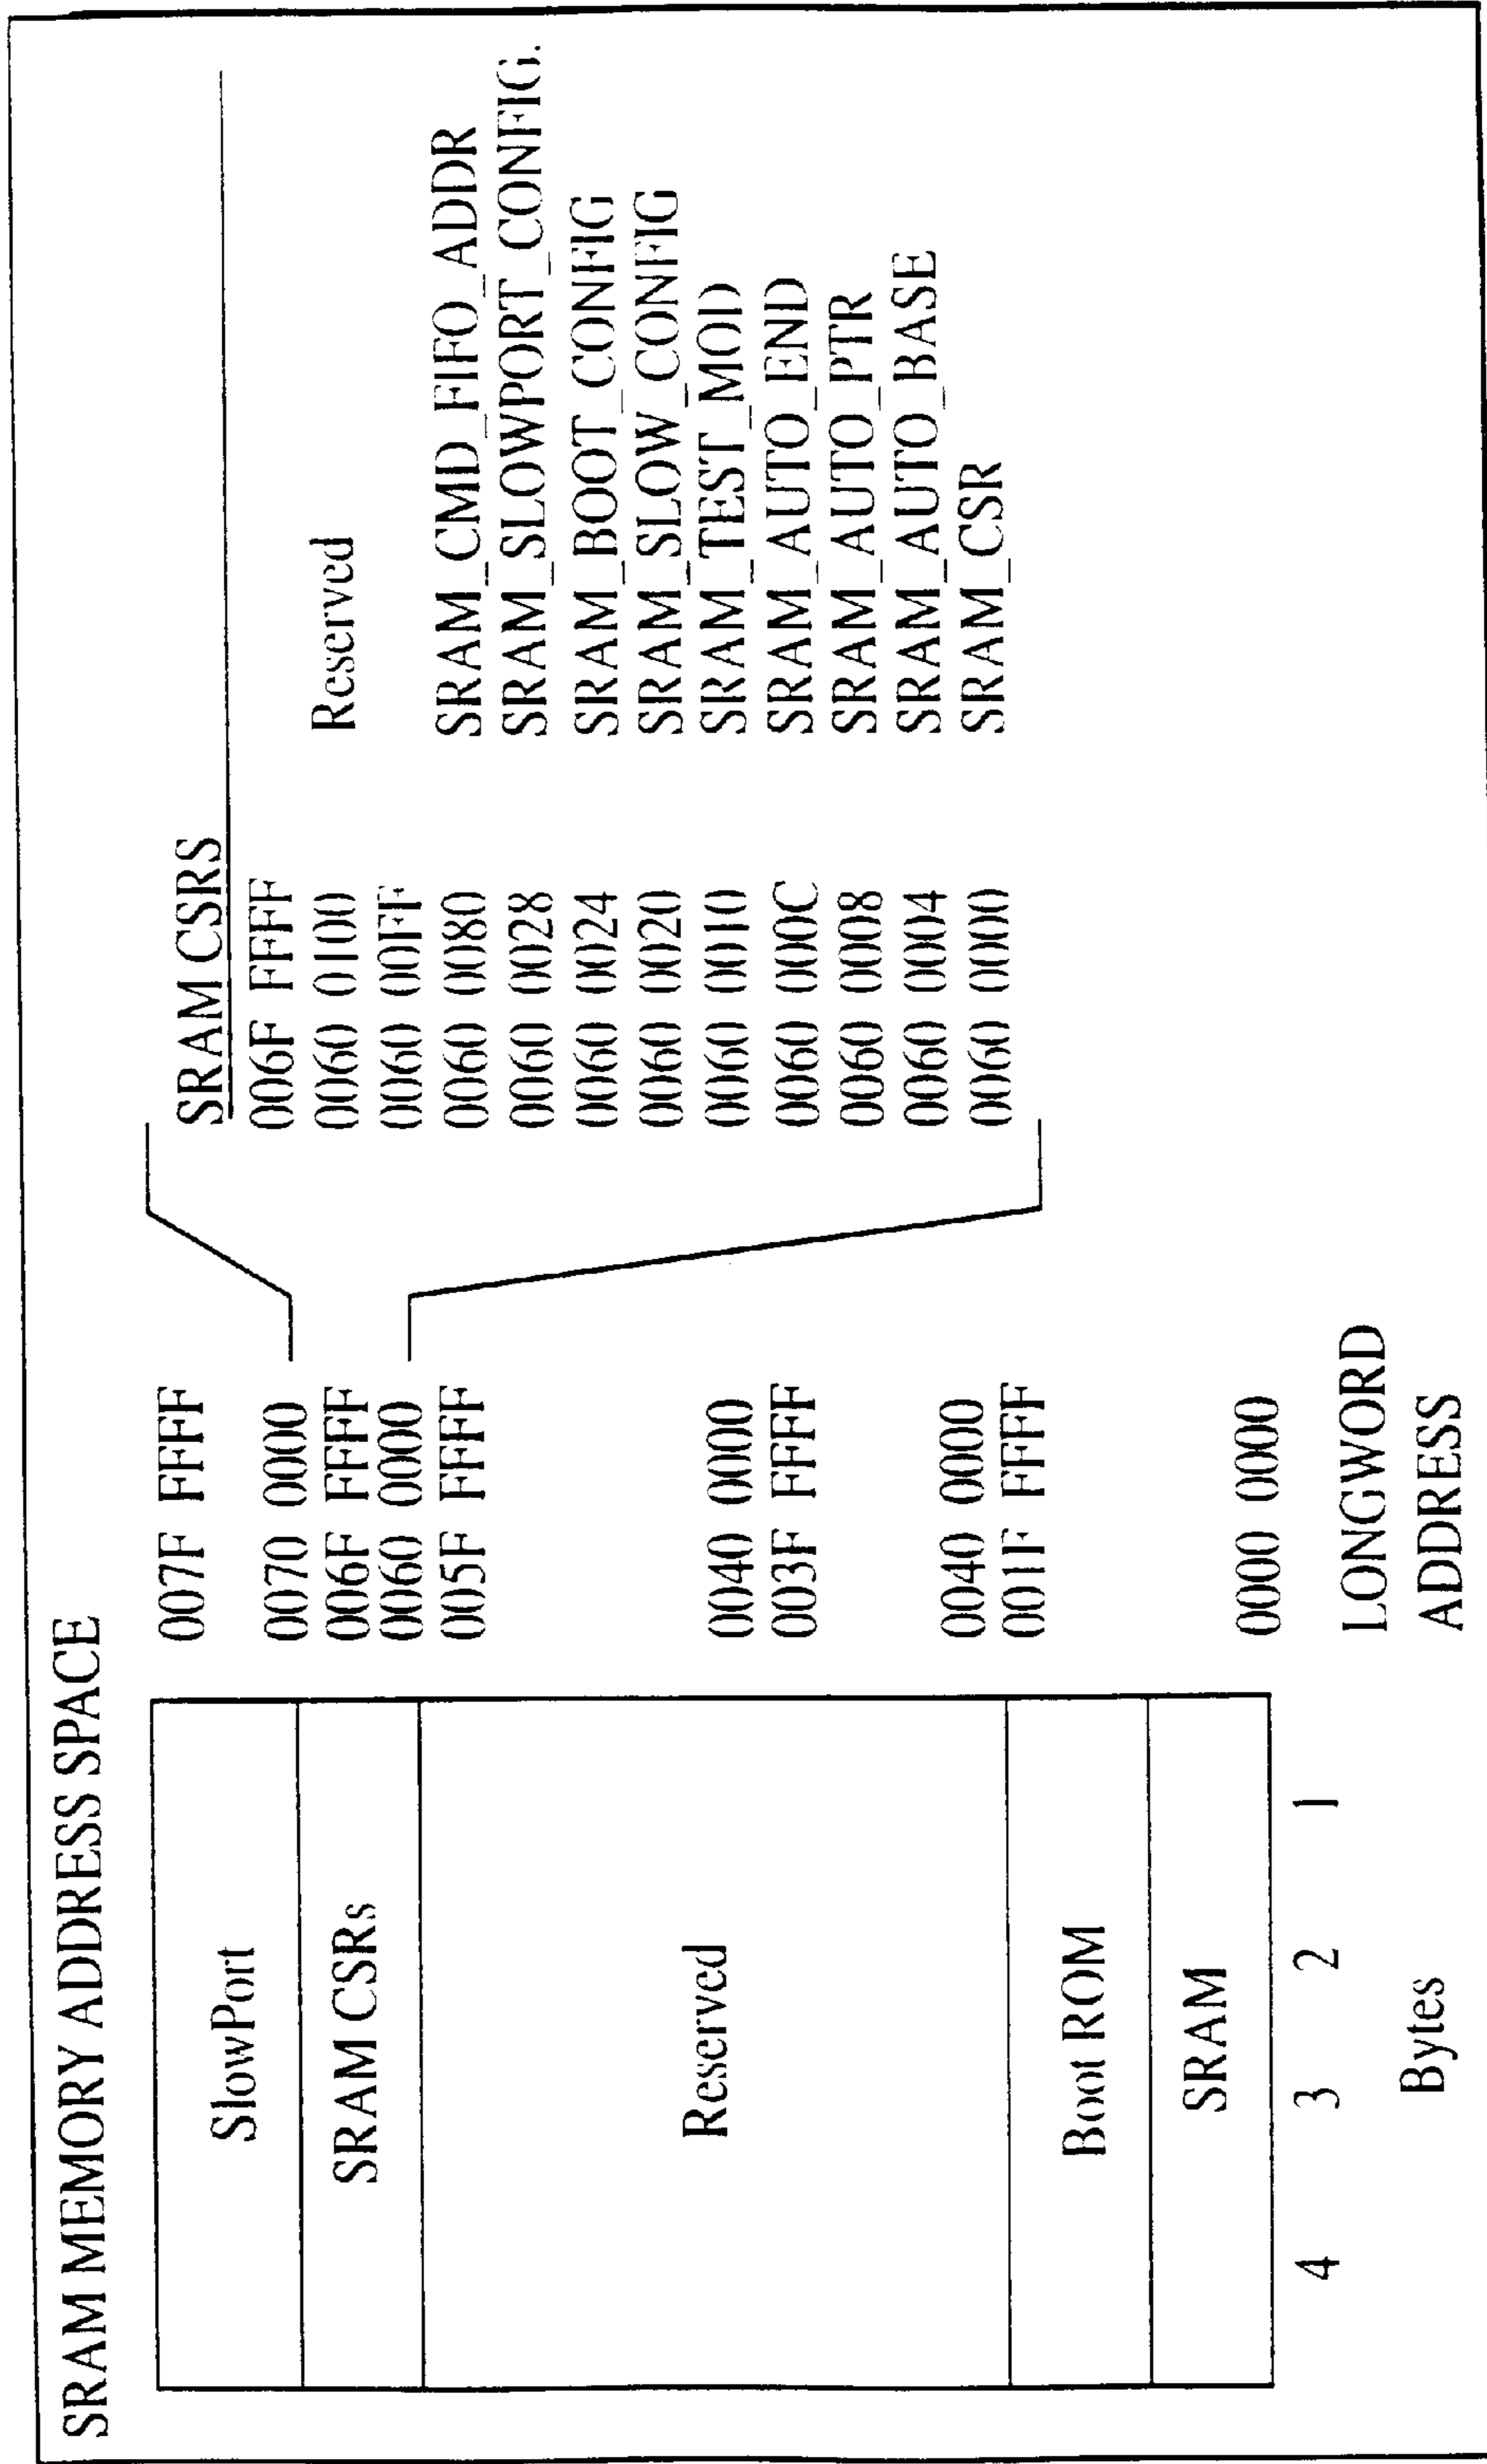 SRAM MEMORY ADDRESS SPACE
SlowPort
SRAM CSRs
Reserved
Boot ROM
SRAM
4 3 2 1
Bytes
007F FFFF
0070 0000
006F FFFF
0060 0000
005F FFFF
0040 0000
003F FFFF
0040 0000
001F FFFF
0000 0000
LONGWORD
ADDRESS
SRAM CSRS
006F FFFF
0060 0100 Reserved
0060 00FF
0060 0080 SRAM_CMD_FIFO_ADDR
0060 0028 SRAM_SLOWPORT_CONFIG.
0060 0024 SRAM_BOOT_CONFIG
0060 0020 SRAM_SLOW_CONFIG
0060 0010 SRAM_TEST_MOD
0060 000C SRAM_AUTO_END
0060 0008 SRAM_AUTO_PTR
0060 0004 SRAM_AUTO_BASE
0060 0000 SRAM_CSR